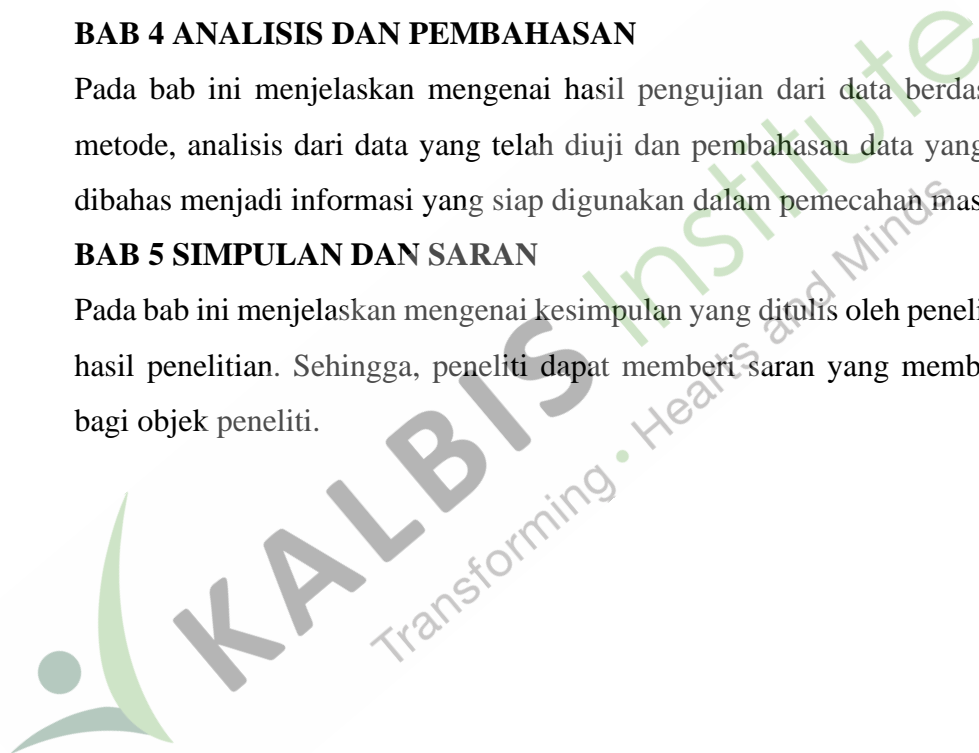 BAB 4 ANALISIS DAN PEMBAHASAN
Pada bab ini menjelaskan mengenai hasil pengujian dari data berdas
metode, analisis dari data yang telah diuji dan pembahasan data yang
dibahas menjadi informasi yang siap digunakan dalam pemecahan mas
BAB 5 SIMPULAN DAN SARAN
Pada bab ini menjelaskan mengenai kesimpulan yang ditulis oleh peneli
hasil penelitian. Sehingga, peneliti dapat memberi saran yang memb
bagi objek peneliti.
KALBIS Institute
Transforming • Hearts and Minds